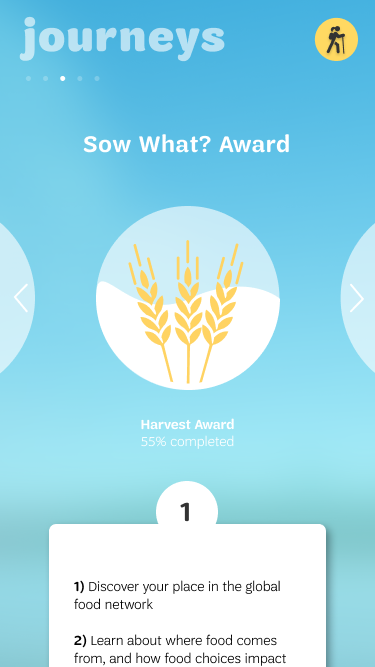 journeys
Sow What? Award
Harvest Award
55% completed
1
1) Discover your place in the global
food network
2) Learn about where food comes
from, and how food choices impact